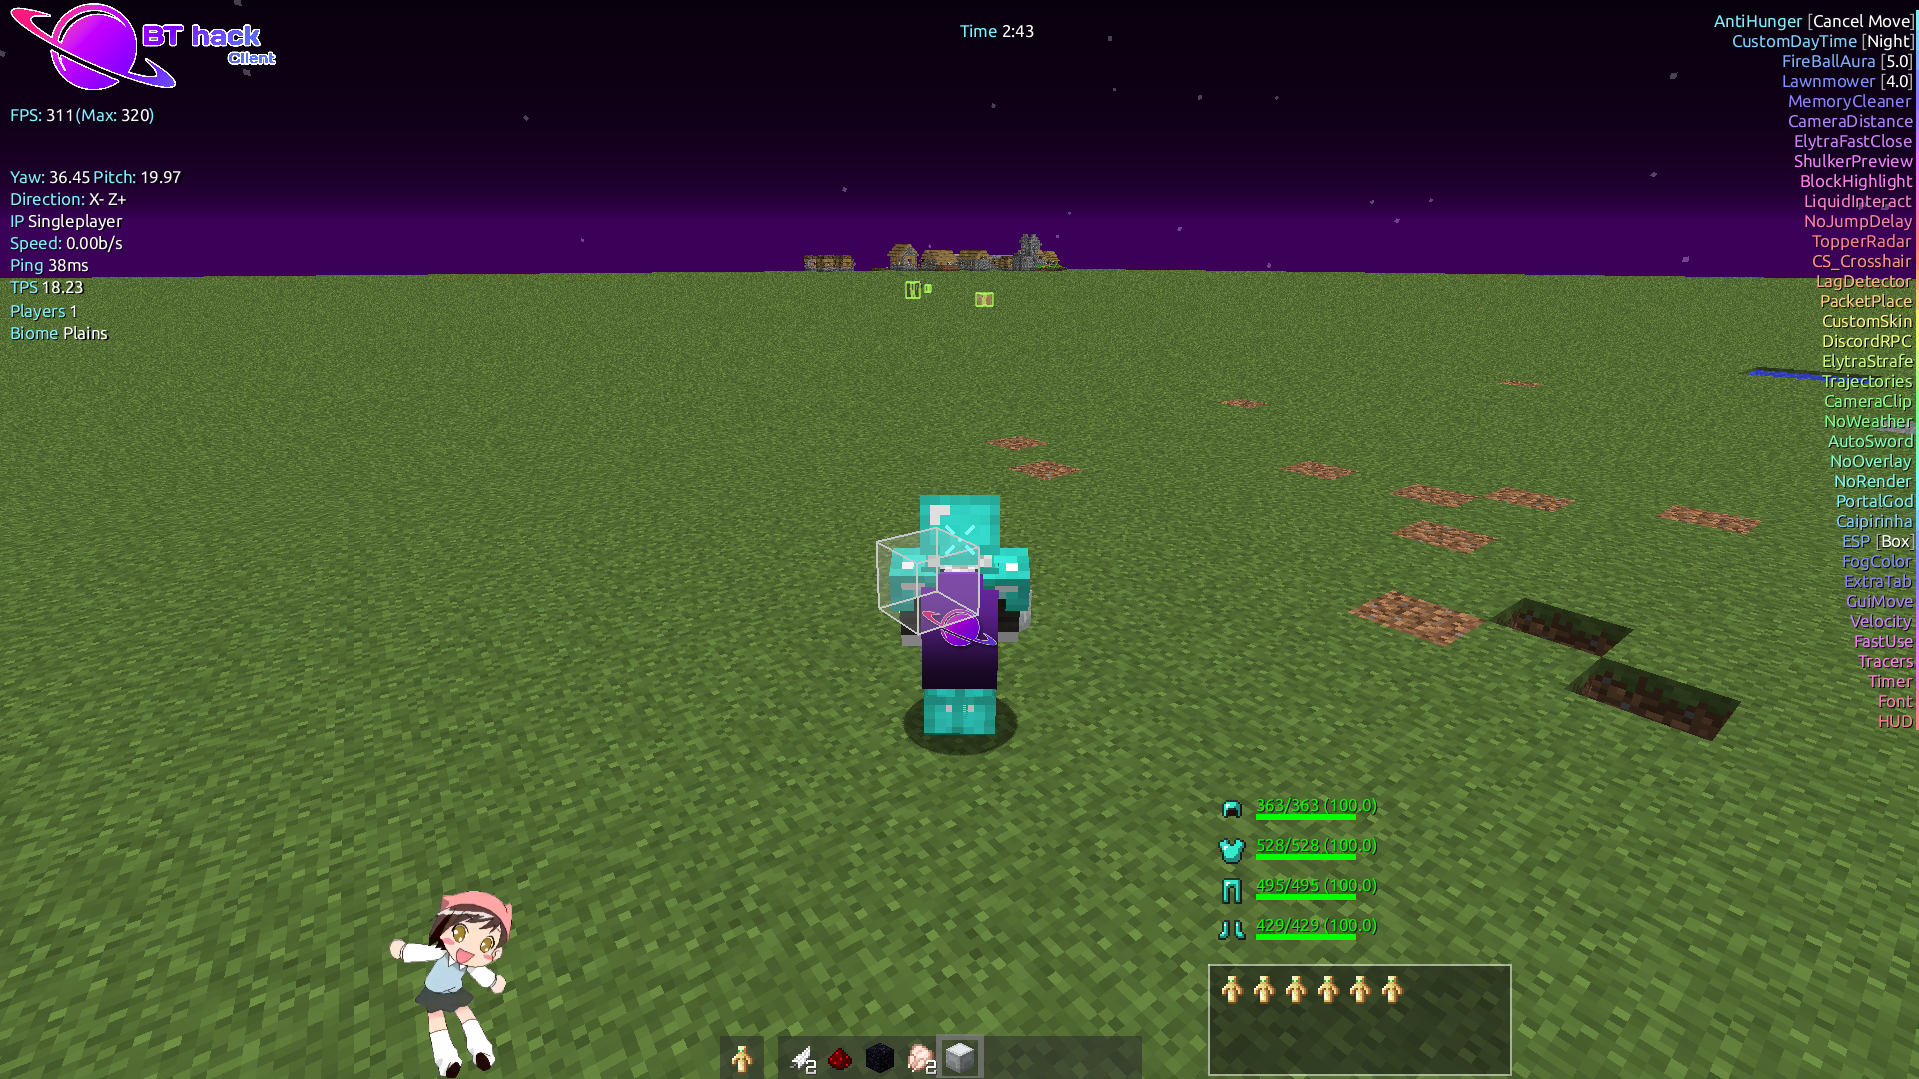 BT hack
Client
Time 2:43
FPS: 311(Max: 320)
Yaw: 36.45 Pitch: 19.97
Direction: X- Z+
IP Singleplayer
Speed: 0.00b/s
Ping 38ms
TPS 18.23
Players 1
Biome Plains
AntiHunger [Cancel Move]
CustomDayTime [Night]
FireBallAura [5.0]
Lawnmower [4.0]
MemoryCleaner
CameraDistance
ElytraFastClose
ShulkerPreview
BlockHighlight
LiquidInteract
NoJumpDelay
TopperRadar
CS_Crosshair
LagDetector
PacketPlace
CustomSkin
DiscordRPC
ElytraStrafe
Trajectories
CameraClip
NoWeather
AutoSword
NoOverlay
NoRender
PortalGod
Caipirinha
ESP [Box]
FogColor
ExtraTab
GuiMove
Velocity
FastUse
Tracers
Timer
Font
HUD
363/363 (100.0)
528/528 (100.0)
495/495 (100.0)
429/429 (100.0)
2
2